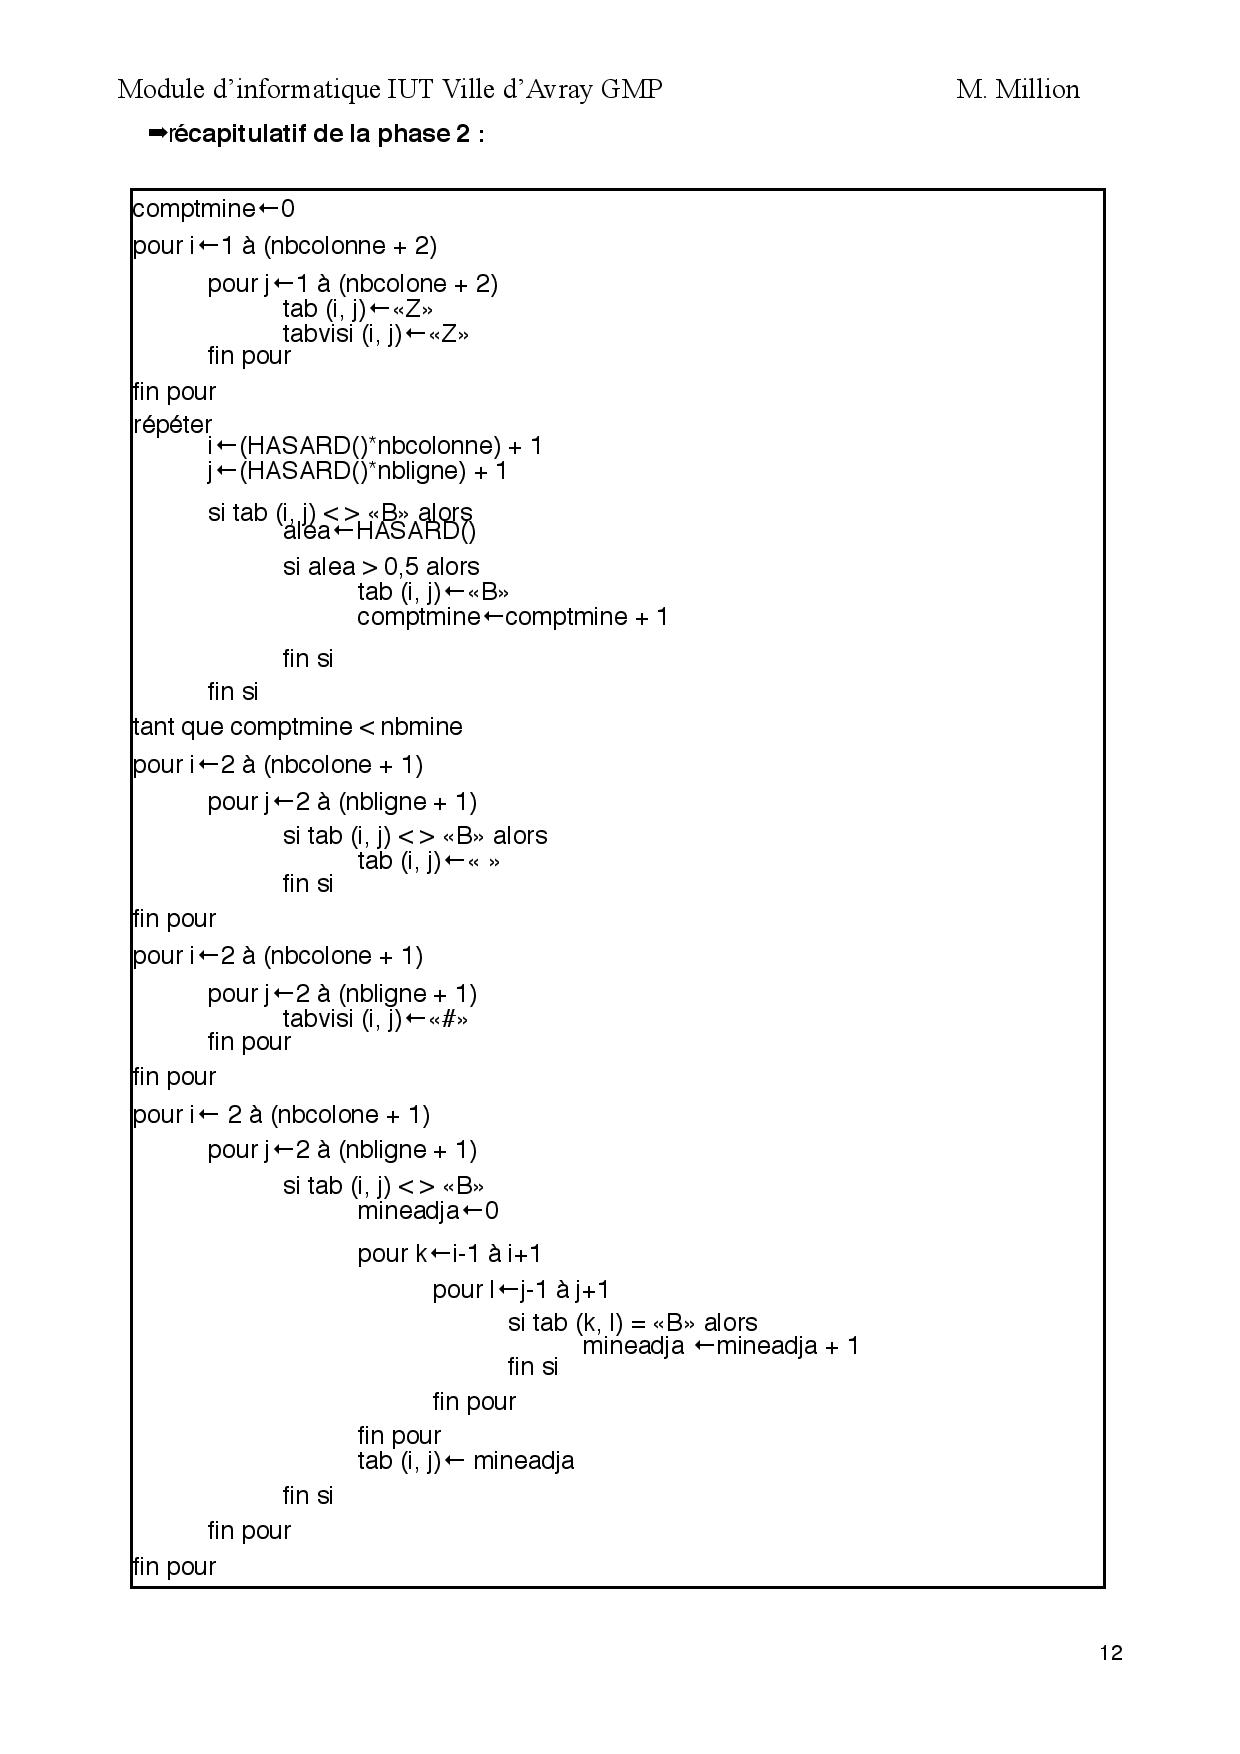 Module d’informatique IUT Ville d’Avray GMP M. Million
➡récapitulatif de la phase 2 :
comptmine←0
pour i←1 à (nbcolonne + 2)
pour j←1 à (nbcolone + 2)
tab (i, j)←«Z»
tabvisi (i, j)←«Z»
fin pour
fin pour
répéter
i←(HASARD()*nbcolonne) + 1
j←(HASARD()*nbligne) + 1
si tab (i, j) < > «B» alors
alea←HASARD()
si alea > 0,5 alors
tab (i, j)←«B»
comptmine←comptmine + 1
fin si
fin si
tant que comptmine < nbmine
pour i←2 à (nbcolone + 1)
pour j←2 à (nbligne + 1)
si tab (i, j) < > «B» alors
tab (i, j)←« »
fin si
fin pour
pour i←2 à (nbcolone + 1)
pour j←2 à (nbligne + 1)
tabvisi (i, j)←«#»
fin pour
fin pour
pour i← 2 à (nbcolone + 1)
pour j←2 à (nbligne + 1)
si tab (i, j) < > «B»
mineadja←0
pour k←i-1 à i+1
pour l←j-1 à j+1
si tab (k, l) = «B» alors
mineadja ←mineadja + 1
fin si
fin pour
fin pour
tab (i, j)← mineadja
fin si
fin pour
fin pour
12